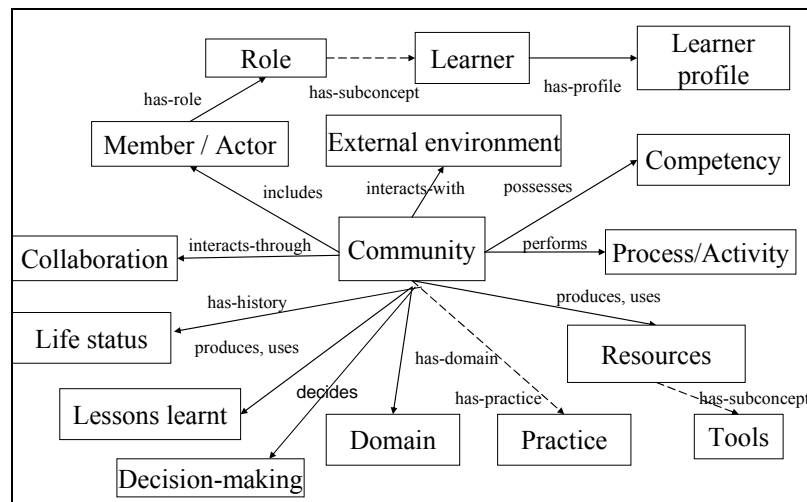 Role
Learner
Learner
profile
has-role
has-subconcept
has-profile
Member / Actor
External environment
Competency
includes
interacts-with
possesses
Collaboration
interacts-through
Community
performs
Process/Activity
has-history
produces, uses
Life status
produces, uses
has-domain
Resources
decides
has-practice
has-subconcept
Lessons learnt
Domain
Practice
Tools
Decision-making